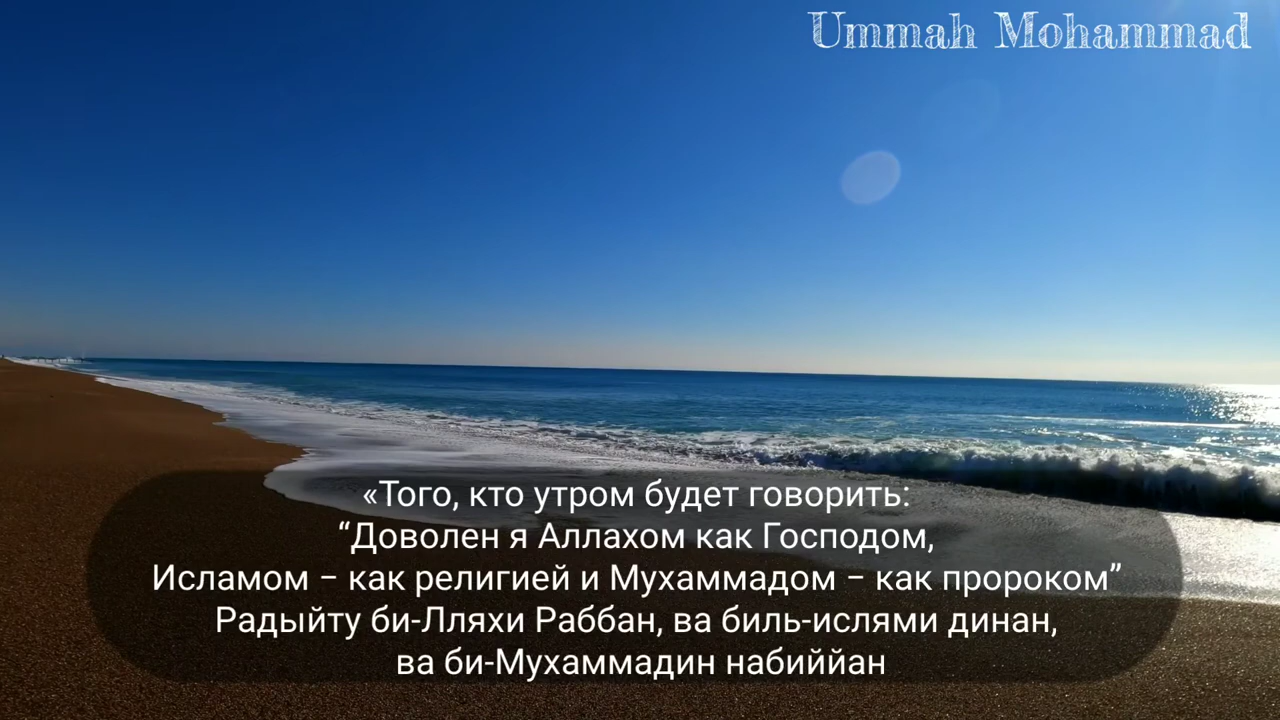 Ummah Mohammad
«Того, кто утром будет говорить:
“Доволен я Аллахом как Господом,
Исламом – как религией и Мухаммадом – как пророком”
Радыйту би-Лляхи Раббан, ва биль-ислями динан,
ва би-Мухаммадин набиййан